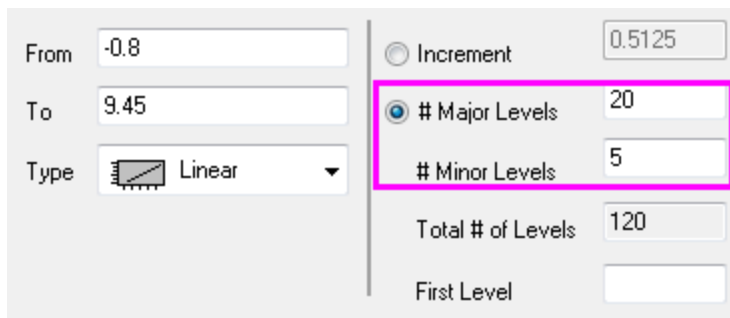 From -0.8
To 9.45
Type Linear
Increment 0.5125
# Major Levels 20
# Minor Levels 5
Total # of Levels 120
First Level